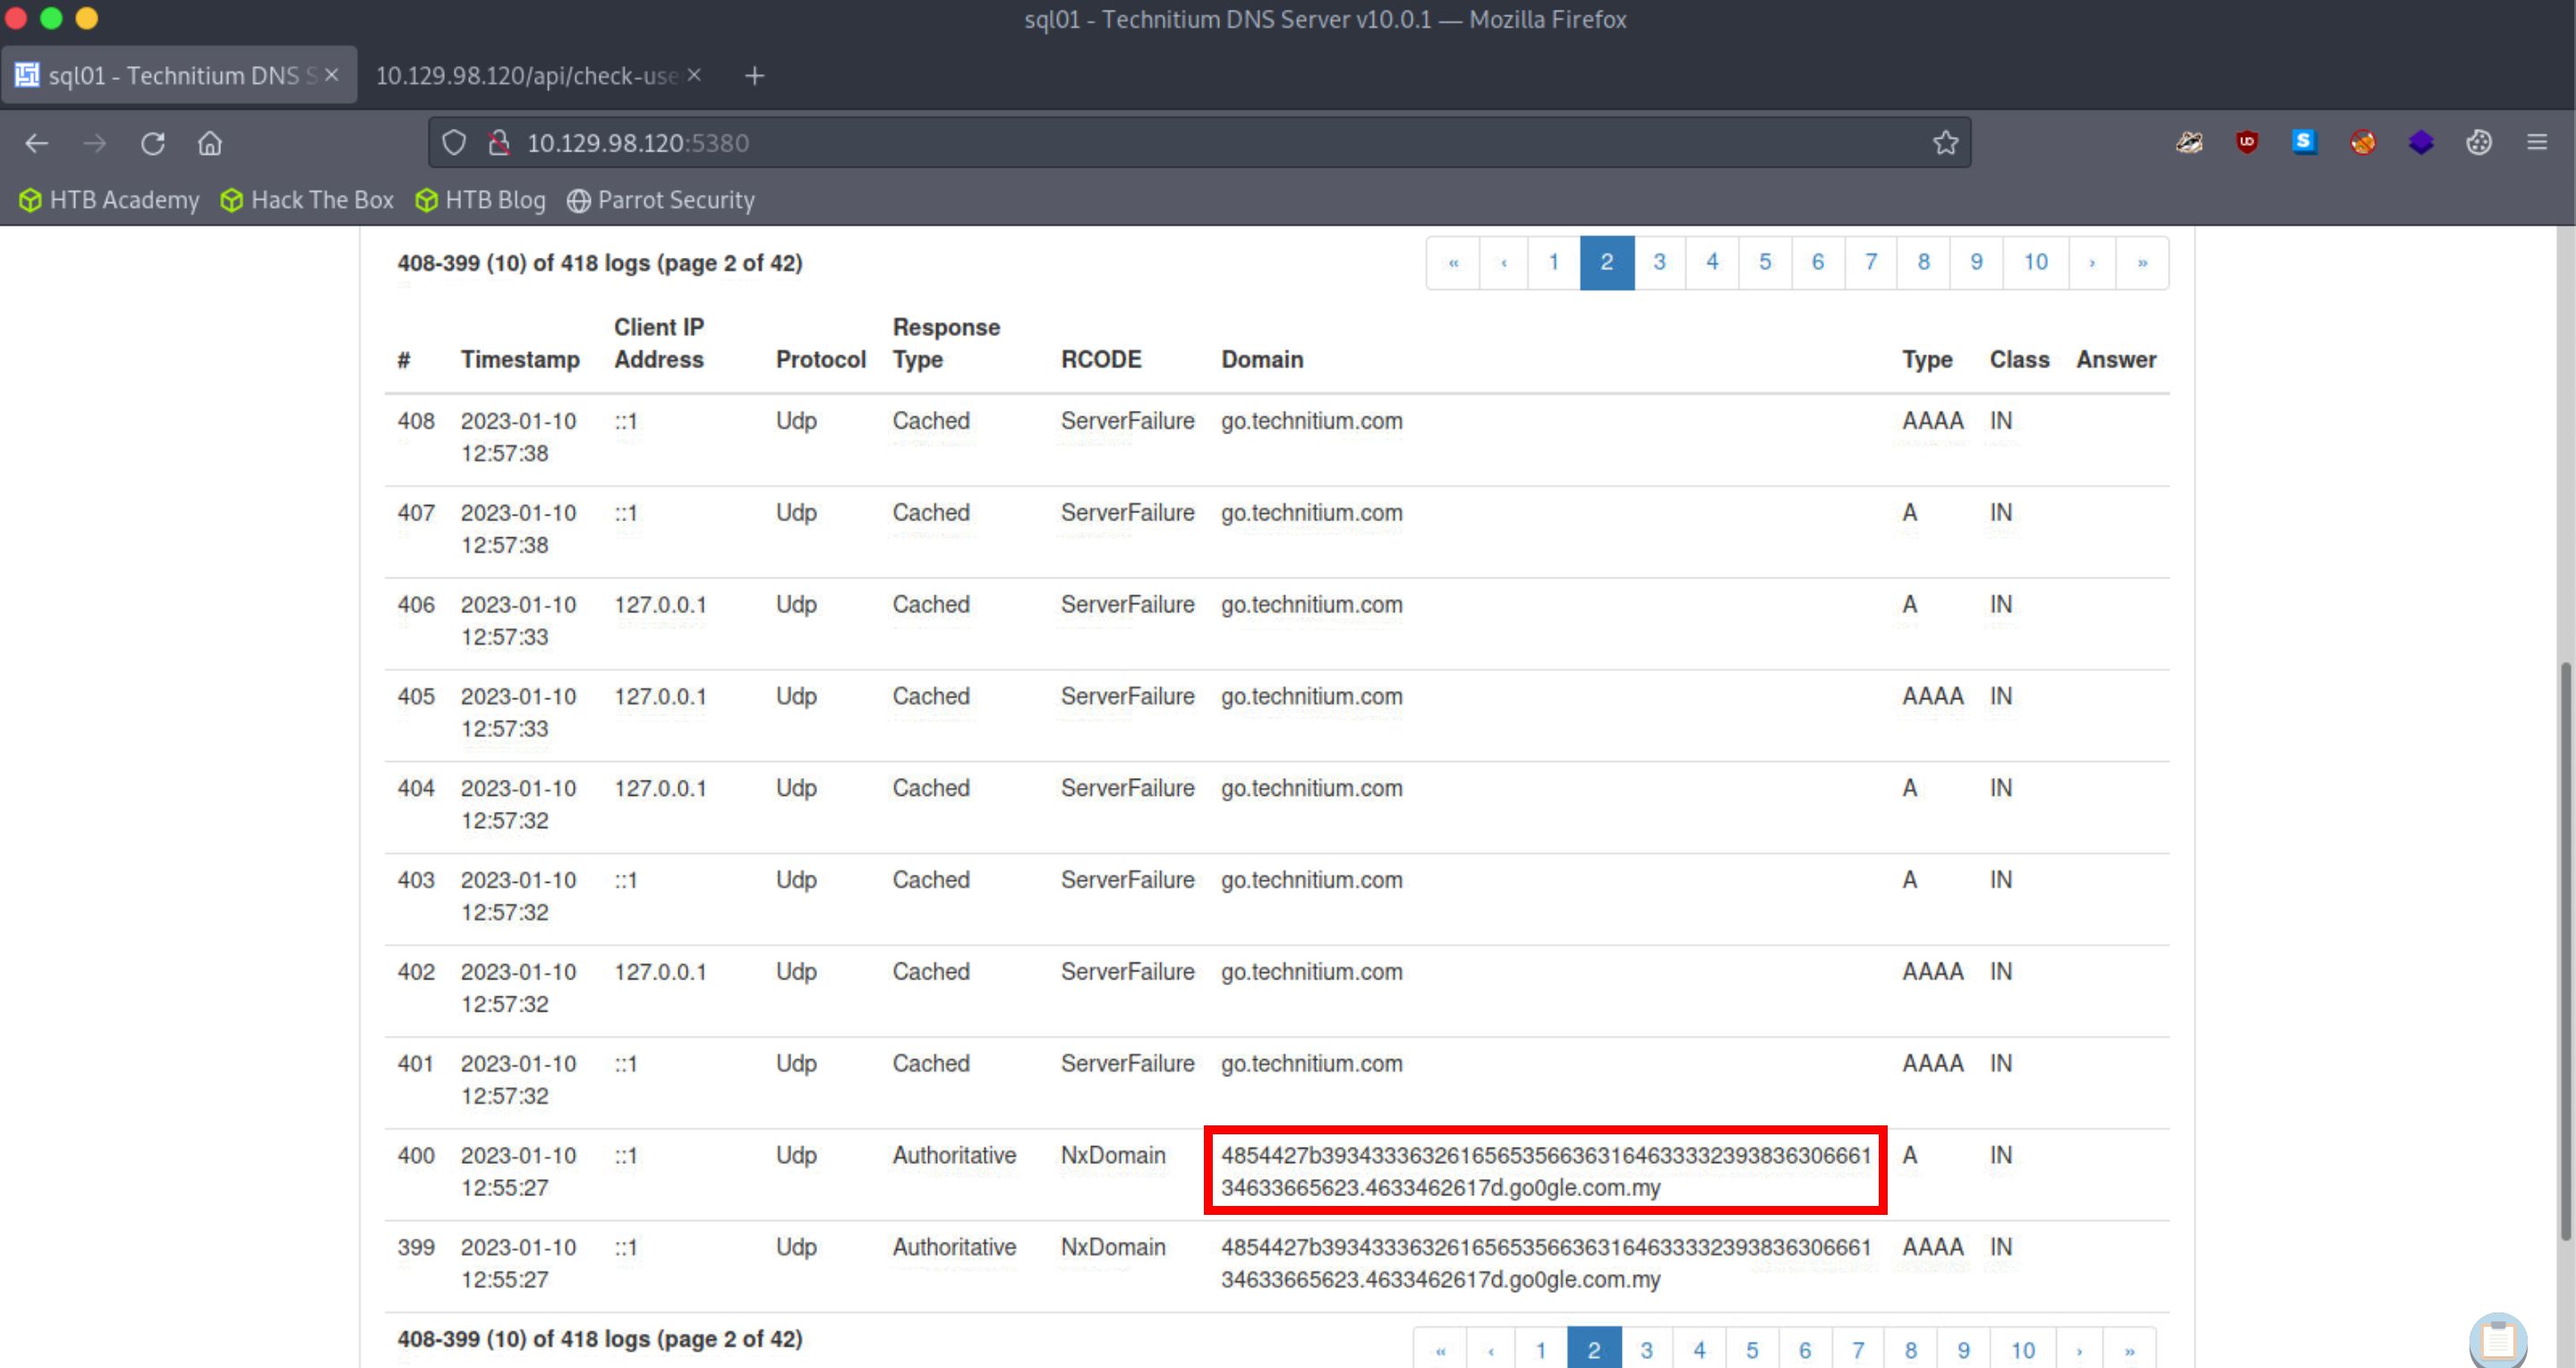 sql01 - Technitium DNS Server v10.0.1 — Mozilla Firefox
sql01 - Technitium DNS S
10.129.98.120/api/check-use
10.129.98.120:5380
HTB Academy Hack The Box HTB Blog Parrot Security
408-399 (10) of 418 logs (page 2 of 42)
« ‹ 1 2 3 4 5 6 7 8 9 10 › »
# Timestamp Client IP Address Protocol Response Type RCODE Domain Type Class Answer
408 2023-01-10 ::1 Udp Cached ServerFailure go.technitium.com AAAA IN
12:57:38
407 2023-01-10 ::1 Udp Cached ServerFailure go.technitium.com A IN
12:57:38
406 2023-01-10 127.0.0.1 Udp Cached ServerFailure go.technitium.com A IN
12:57:33
405 2023-01-10 127.0.0.1 Udp Cached ServerFailure go.technitium.com AAAA IN
12:57:33
404 2023-01-10 127.0.0.1 Udp Cached ServerFailure go.technitium.com A IN
12:57:32
403 2023-01-10 ::1 Udp Cached ServerFailure go.technitium.com A IN
12:57:32
402 2023-01-10 127.0.0.1 Udp Cached ServerFailure go.technitium.com AAAA IN
12:57:32
401 2023-01-10 ::1 Udp Cached ServerFailure go.technitium.com AAAA IN
12:57:32
400 2023-01-10 ::1 Udp Authoritative NxDomain 4854427b39343336326165653566363164633332393836306661 A IN
12:55:27 34633665623.4633462617d.go0gle.com.my
399 2023-01-10 ::1 Udp Authoritative NxDomain 4854427b39343336326165653566363164633332393836306661 AAAA IN
12:55:27 34633665623.4633462617d.go0gle.com.my
408-399 (10) of 418 logs (page 2 of 42)
« ‹ 1 2 3 4 5 6 7 8 9 10 › »